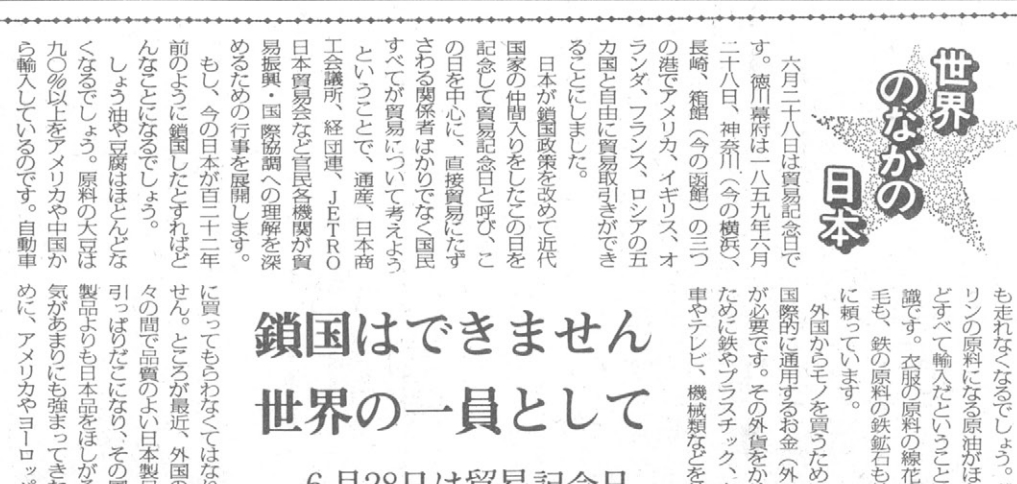 世界
のなかの
日本
六月二十八日は貿易記念日で
す。徳川幕府は一八五九年六月
二十八日、神奈川（今の横浜）、
長崎、箱館（今の函館）の三つ
の港でアメリカ、イギリス、オ
ランダ、フランス、ロシアの五
カ国と自由に貿易取引きができ
ることにしました。
日本が鎖国政策を改めて近代
国家の仲間入りをしたこの日を
記念して貿易記念日と呼び、こ
の日を中心に、直接貿易にたず
さわる関係者ばかりでなく国民
すべてが貿易について考えよう
ということで、通産、日本商
工会議所、経団連、JETRO
日本貿易会など官民各機関が貿
易振興・国際協調への理解を深
めるための行事を展開します。
もし、今の日本が百二十二年
前のように鎖国したとすればど
んなことになるでしょう。
しょう油や豆腐はほとんどな
くなるでしょう。原料の大豆は
九〇％以上をアメリカや中国か
ら輸入しているのです。自動車
も走れなくなるでしょう。
リンの原料になる原油がほ
どすべて輸入だということ
識です。衣服の原料の綿花
毛も、鉄の原料の鉄鉱石も
に頼っています。
外国からモノを買うため
国際的に通用するお金（外
が必要です。その外貨をか
ために鉄やプラスチック、
車やテレビ、機械類などを
鎖国はできません
世界の一員として
6月28日は貿易記念日
に買ってもらわなくてはなり
せん。ところが最近、外国の
々の間で品質のよい日本製品
引っぱりだこになり、その国
製品よりも日本品をほしがる
気があまりにも強まってきた
めに、アメリカやヨーロッパ